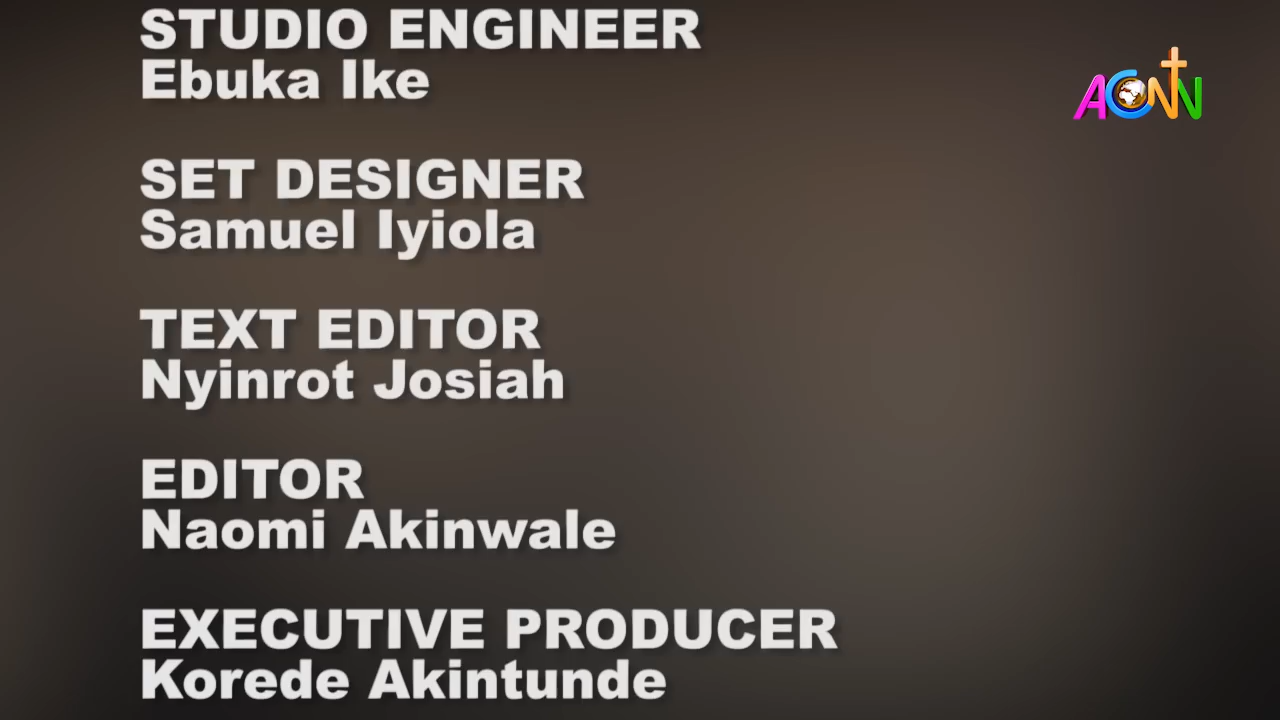 STUDIO ENGINEER
Ebuka Ike
ACNN
SET DESIGNER
Samuel Iyiola
TEXT EDITOR
Nyinrot Josiah
EDITOR
Naomi Akinwale
EXECUTIVE PRODUCER
Korede Akintunde